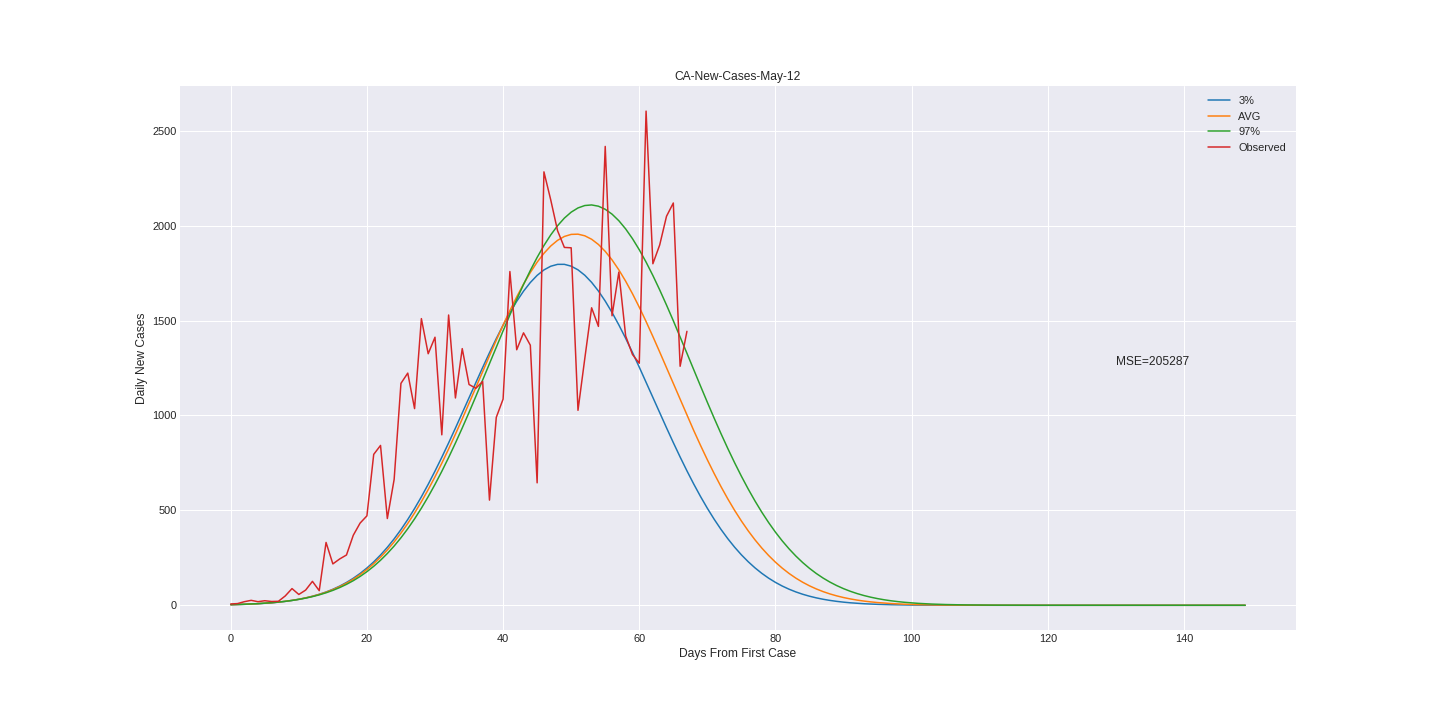 CA-New-Cases-May-12
3%
AVG
97%
Observed
2500
2000
1500
1000
500
0
Daily New Cases
MSE=205287
0 20 40 60 80 100 120 140
Days From First Case